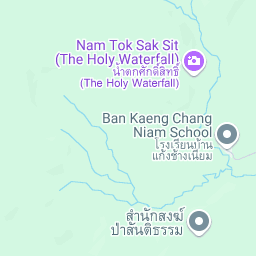 Nam Tok Sak Sit
(The Holy Waterfall)
น้ำตกศักดิ์สิทธิ์
(The Holy Waterfall)
Ban Kaeng Chang
Niam School
โรงเรียนบ้าน
แก้งช้างเนียม
สำนักสงฆ์
ป่าสันติธรรม